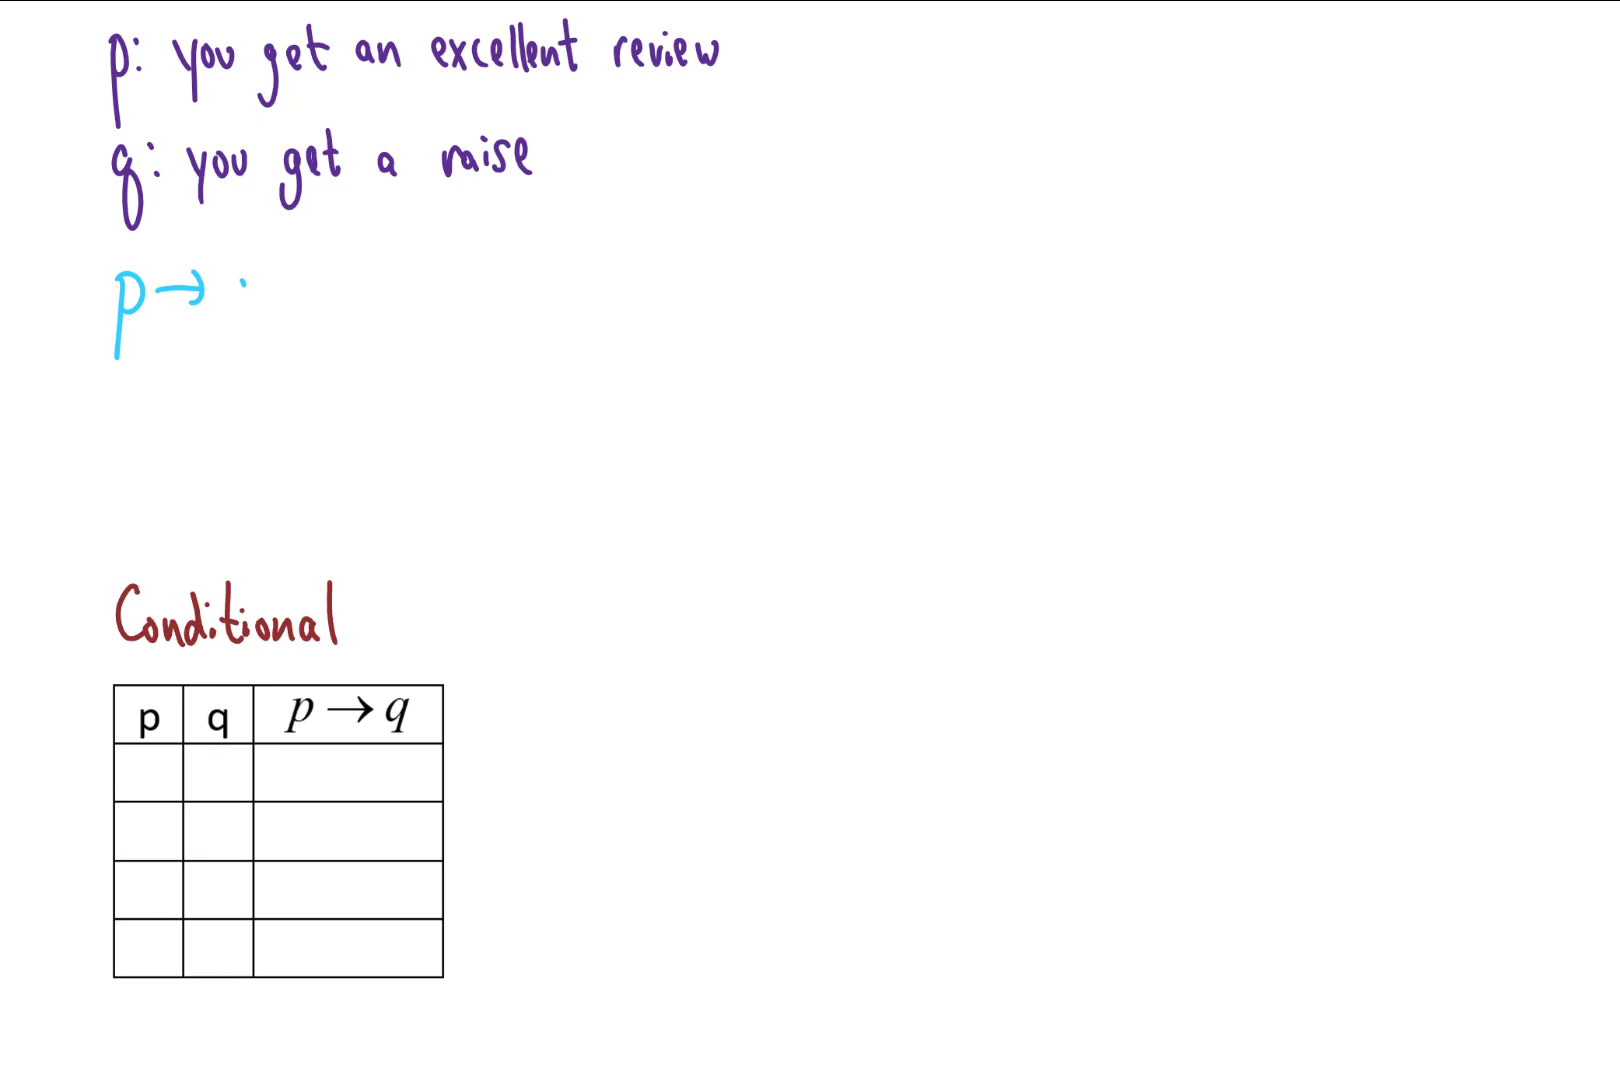 p: you get an excellent review
q: you get a raise
p →
Conditional
p q p → q